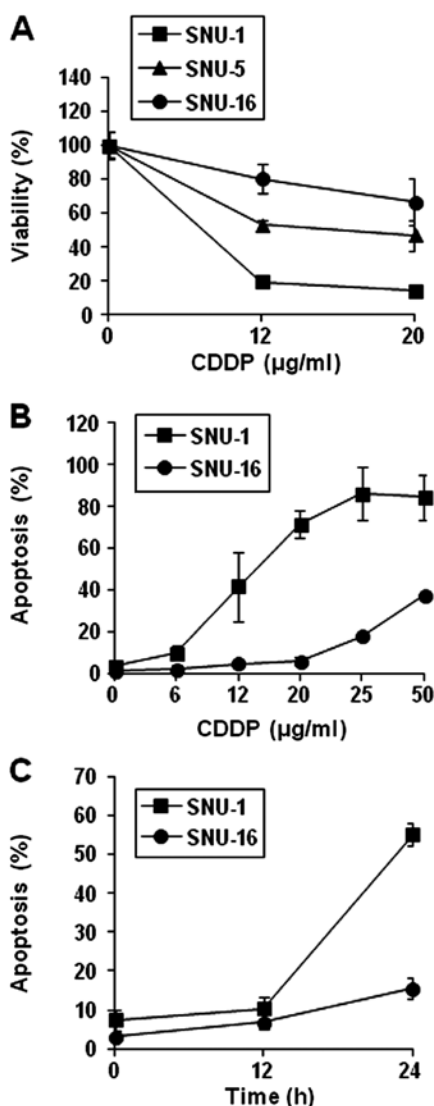 A
SNU-1
SNU-5
SNU-16
140
120
100
80
60
40
20
0
Viability (%)
0 12 20
CDDP (µg/ml)
B
SNU-1
SNU-16
120
100
80
60
40
20
0
Apoptosis (%)
0 6 12 20 25 50
CDDP (µg/ml)
C
SNU-1
SNU-16
70
60
50
40
30
20
10
0
Apoptosis (%)
0 12 24
Time (h)